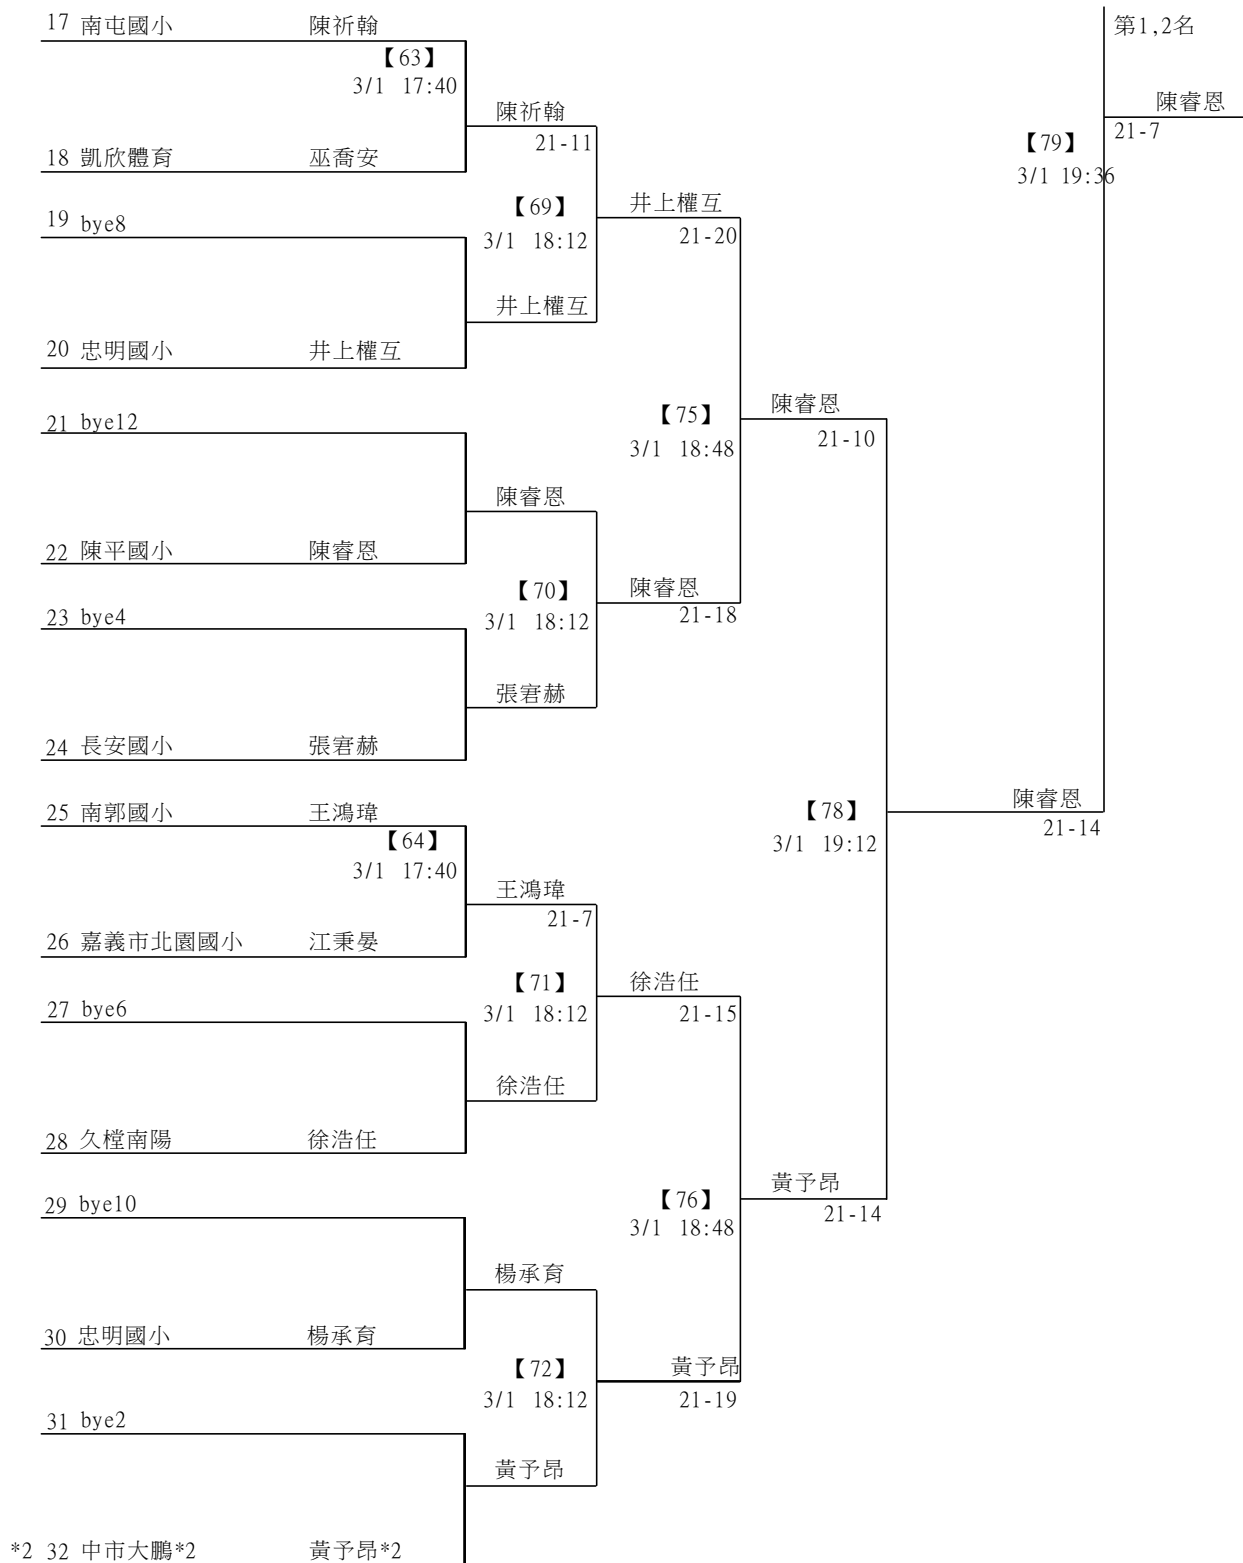 17 南屯國小 陳祈翰
第1,2名
【63】
3/1 17:40
陳睿恩
21-7
陳祈翰
21-11
【79】
3/1 19:36
18 凱欣體育 巫喬安
19 bye8
【69】
3/1 18:12
井上權互
21-20
井上權互
20 忠明國小 井上權互
21 bye12
【75】
3/1 18:48
陳睿恩
21-10
陳睿恩
22 陳平國小 陳睿恩
【70】
3/1 18:12
陳睿恩
21-18
23 bye4
張宭赫
24 長安國小 張宭赫
25 南郭國小 王鴻瑋
【64】
3/1 17:40
【78】
3/1 19:12
陳睿恩
21-14
王鴻瑋
21-7
26 嘉義市北園國小 江秉晏
【71】
3/1 18:12
徐浩任
21-15
27 bye6
徐浩任
28 久樘南陽 徐浩任
29 bye10
【76】
3/1 18:48
黃予昂
21-14
楊承育
30 忠明國小 楊承育
【72】
3/1 18:12
黃予昂
21-19
31 bye2
黃予昂
*2 32 中市大鵬*2 黃予昂*2